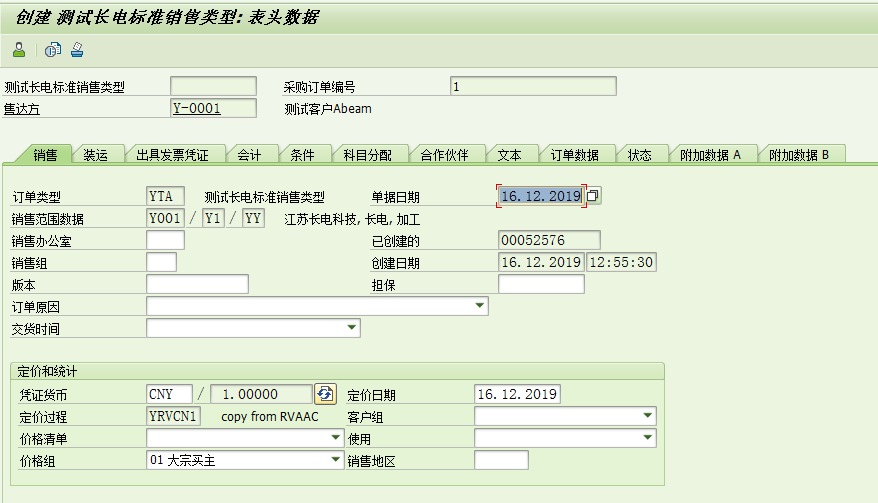 创建 测试长电标准销售类型: 表头数据
测试长电标准销售类型 采购订单编号 1
售达方 Y-0001 测试客户Abeam
销售 装运 出具发票凭证 会计 条件 科目分配 合作伙伴 文本 订单数据 状态 附加数据 A 附加数据 B
订单类型 YTA 测试长电标准销售类型 单据日期 16.12.2019
销售范围数据 Y001 / Y1 / YY 江苏长电科技, 长电, 加工
销售办公室 已创建的 00052576
销售组 创建日期 16.12.2019 12:55:30
版本 担保
订单原因
交货时间
定价和统计
凭证货币 CNY / 1.00000 定价日期 16.12.2019
定价过程 YRVCN1 copy from RVAAC 客户组
价格清单 使用
价格组 01 大宗买主 销售地区